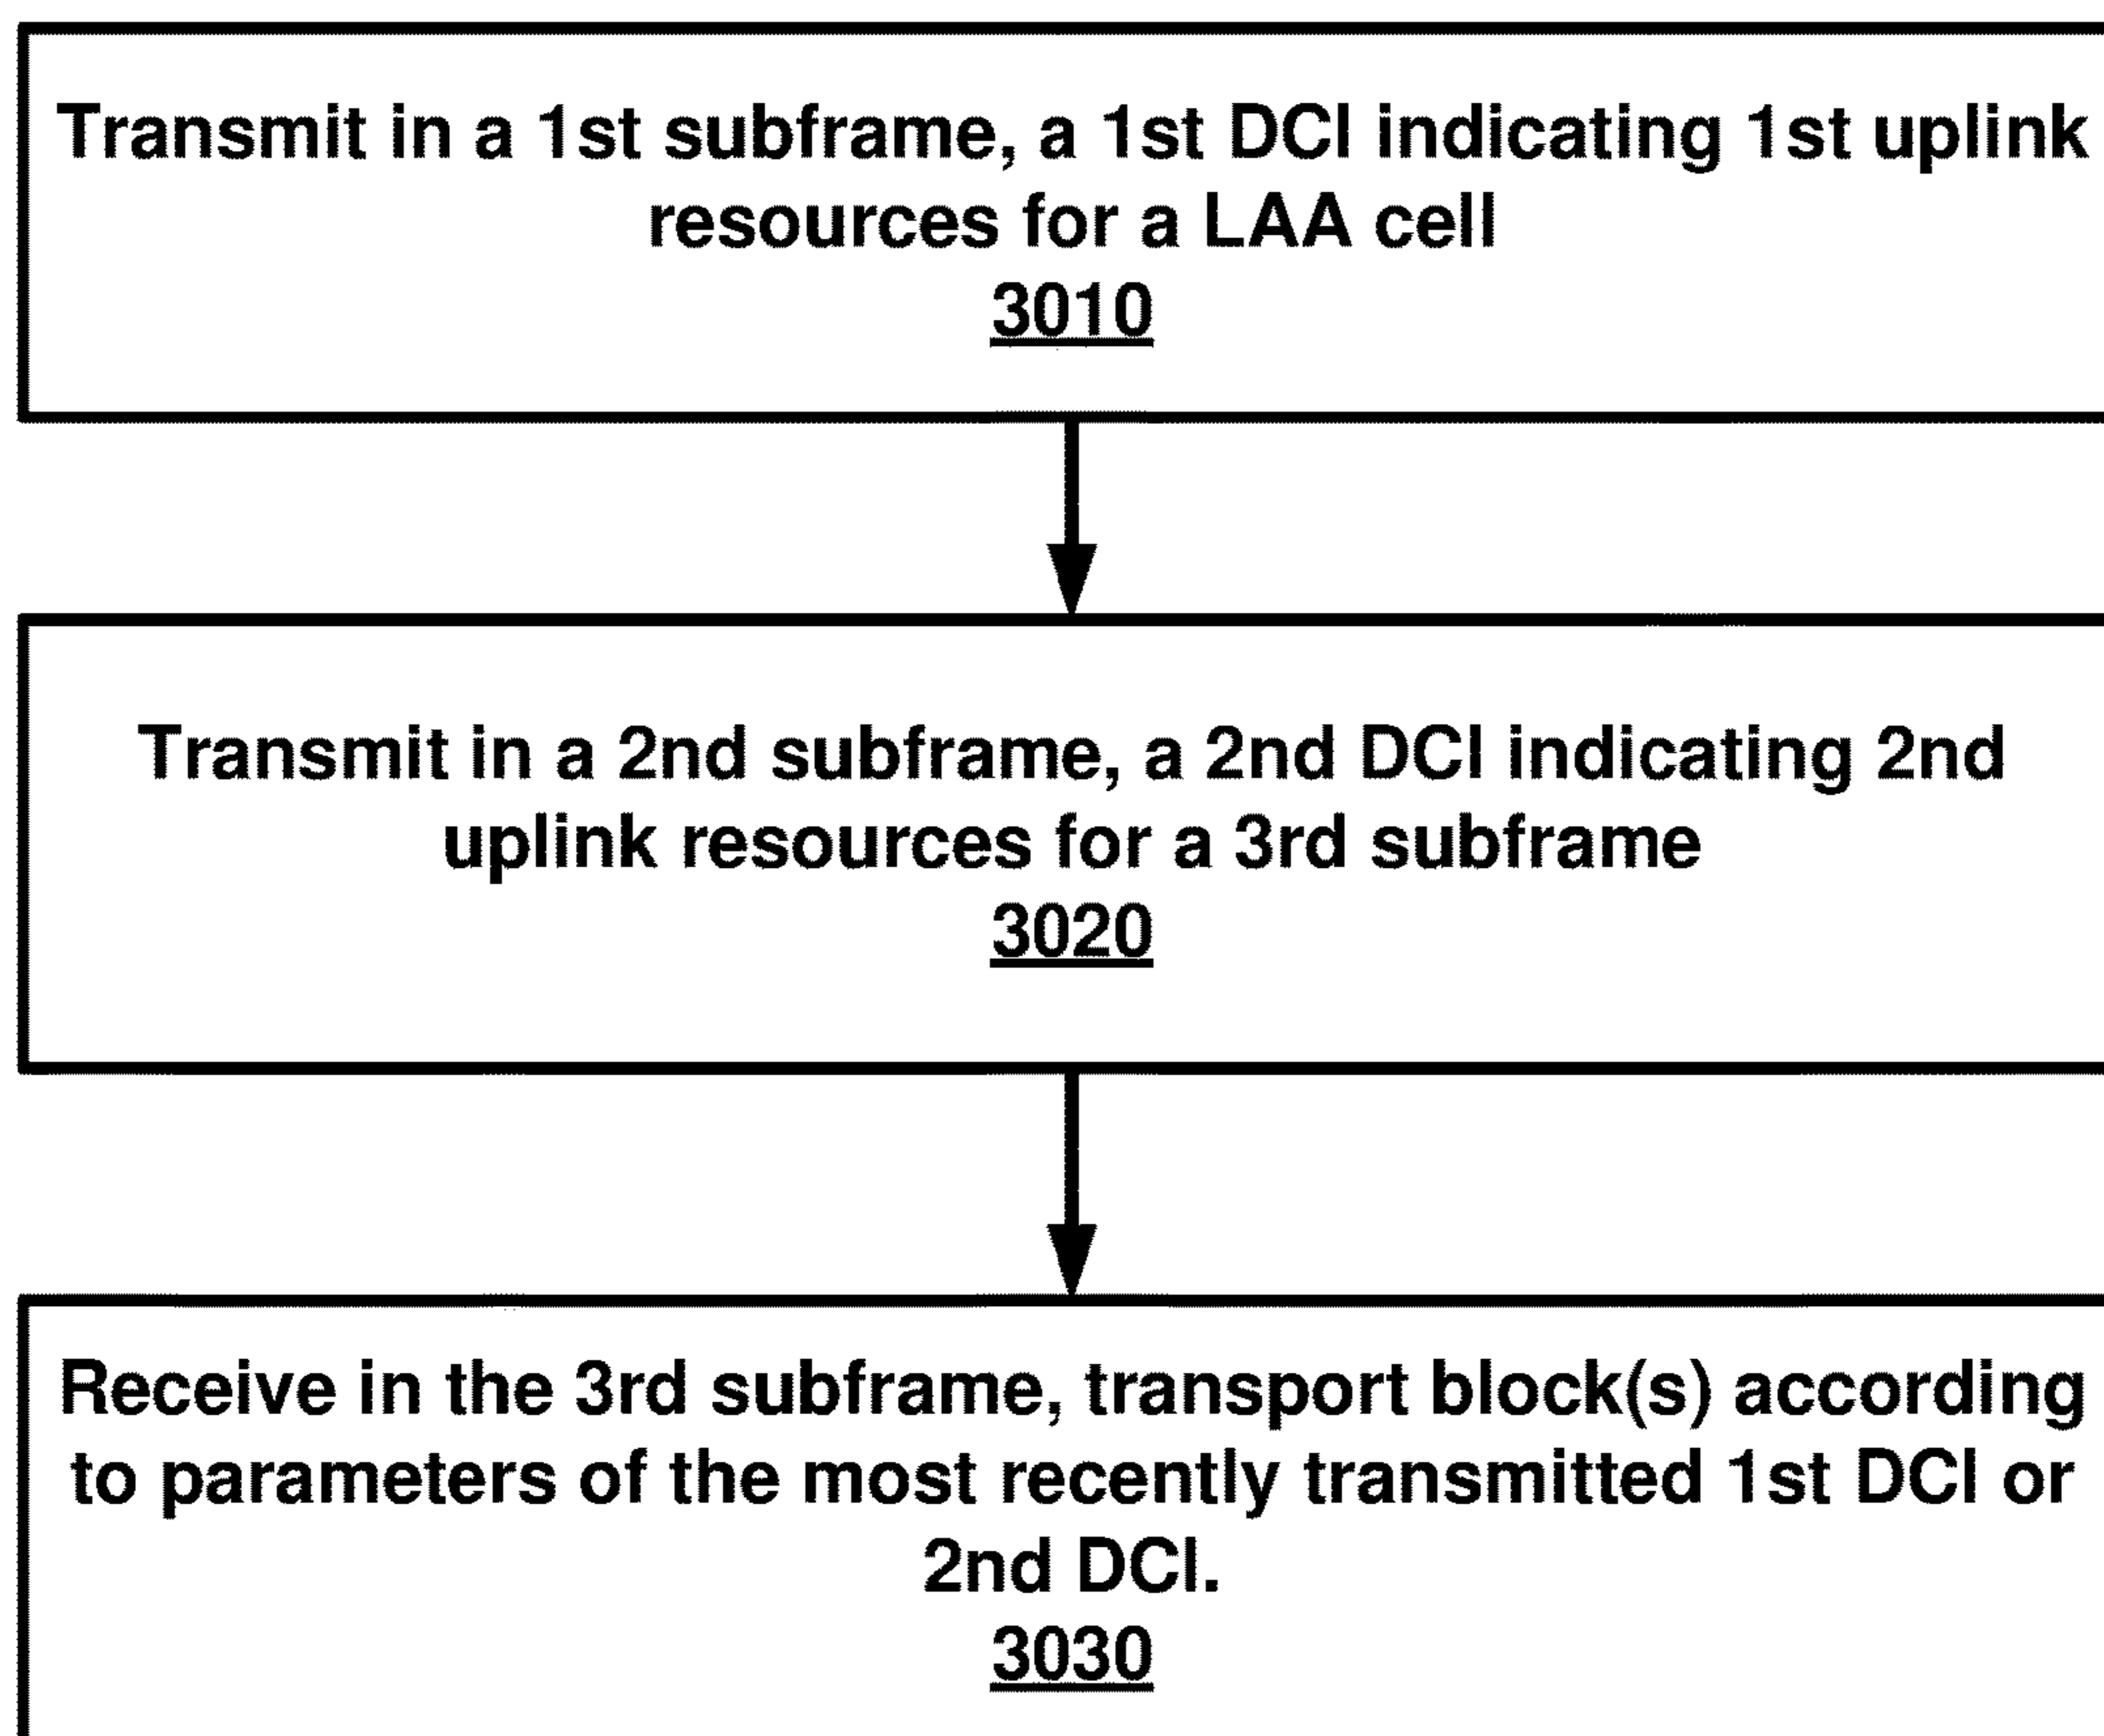 Transmit in a 1st subframe, a 1st DCI indicating 1st uplink
resources for a LAA cell
3010
Transmit in a 2nd subframe, a 2nd DCI indicating 2nd
uplink resources for a 3rd subframe
3020
Receive in the 3rd subframe, transport block(s) according
to parameters of the most recently transmitted 1st DCI or
2nd DCI.
3030